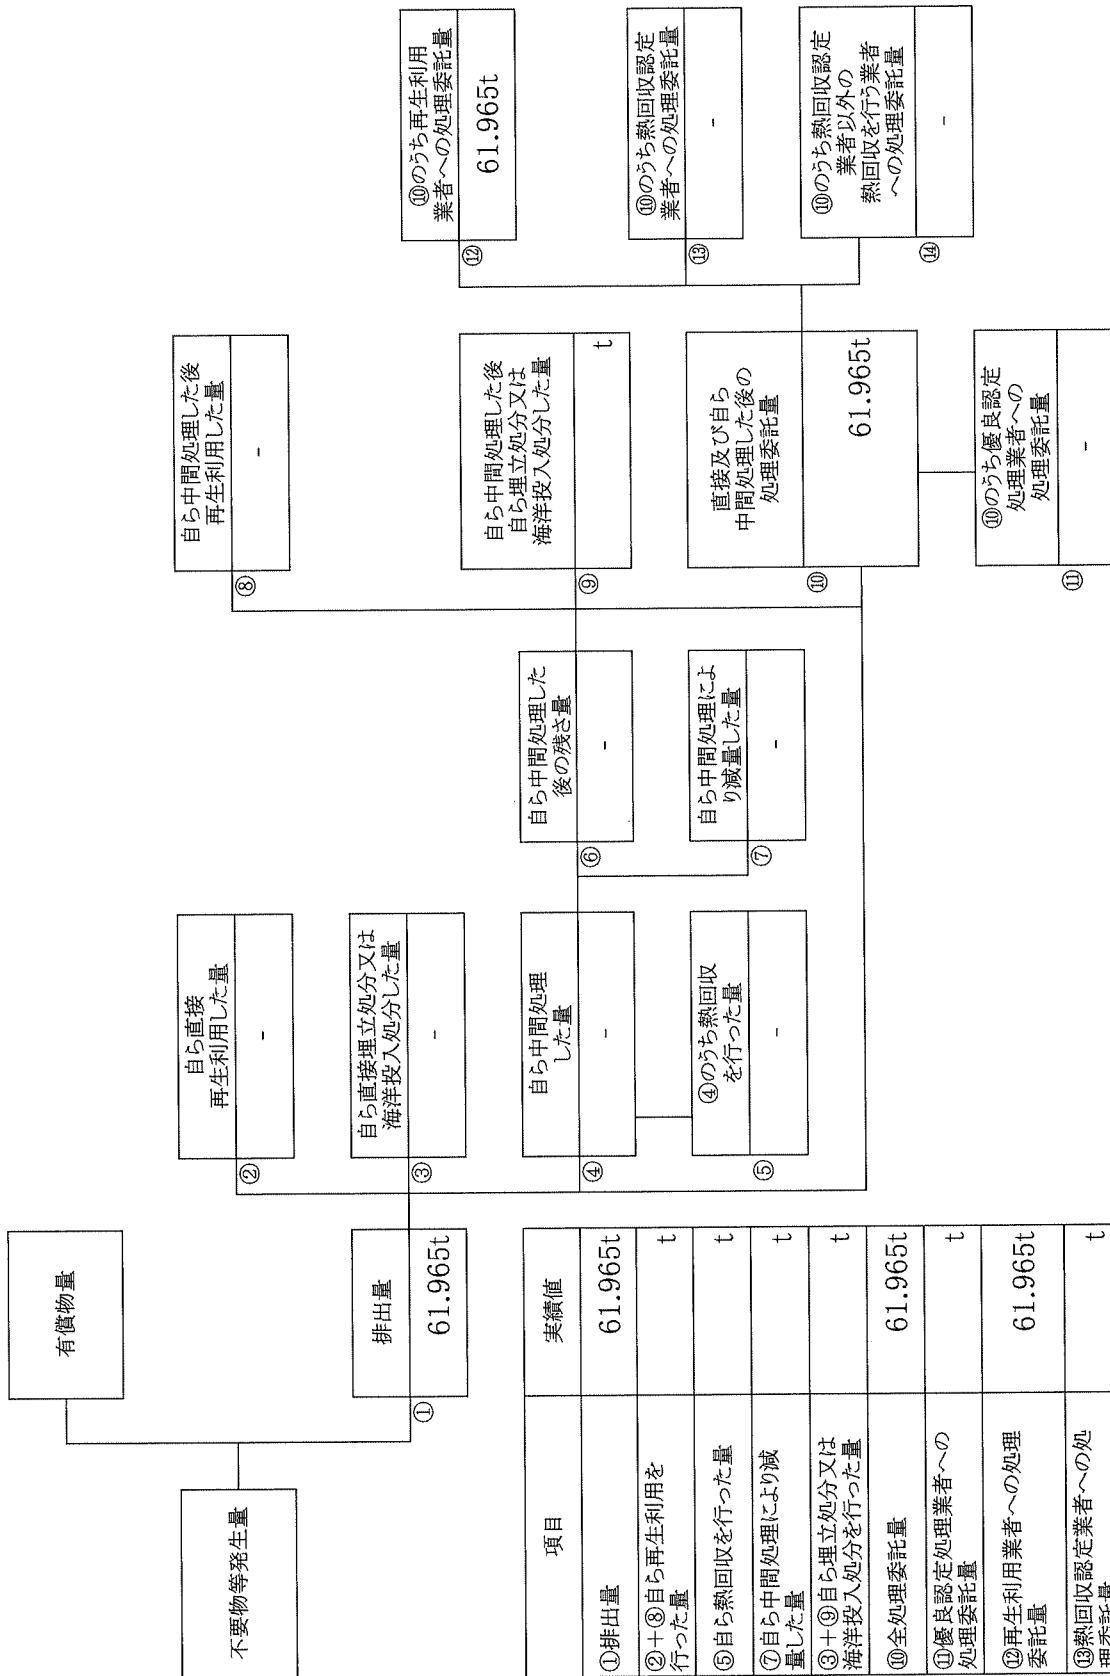 不要物等発生量
有償物量
①
排出量
61.965t
②
自ら直接
再生利用した量
-
③
自ら直接埋立処分又は
海洋投入処分した量
-
④
自ら中間処理
した量
-
⑤
④のうち熱回収
を行った量
-
⑥
自ら中間処理した
後の残さ量
-
⑦
自ら中間処理によ
り減量した量
-
⑧
自ら中間処理した後
再生利用した量
-
⑨
自ら中間処理した後
自ら埋立処分又は
海洋投入処分した量
t
⑩
直接及び自ら
中間処理した後の
処理委託量
61.965t
⑪
⑩のうち優良認定
処理業者への
処理委託量
-
⑫
⑩のうち再生利用
業者への処理委託量
61.965t
⑬
⑩のうち熱回収認定
業者への処理委託量
-
⑭
⑩のうち熱回収認定
業者以外の
熱回収を行う業者
への処理委託量
-
項目
実績値
①排出量
61.965t
②+⑧自ら再生利用を
行った量
t
⑤自ら熱回収を行った量
t
⑦自ら中間処理により減
量した量
t
③+⑨自ら埋立処分又は
海洋投入処分を行った量
t
⑩全処理委託量
61.965t
⑪優良認定処理業者への
処理委託量
t
⑫再生利用業者への処理
委託量
61.965t
⑬熱回収認定業者への処
理委託量
t